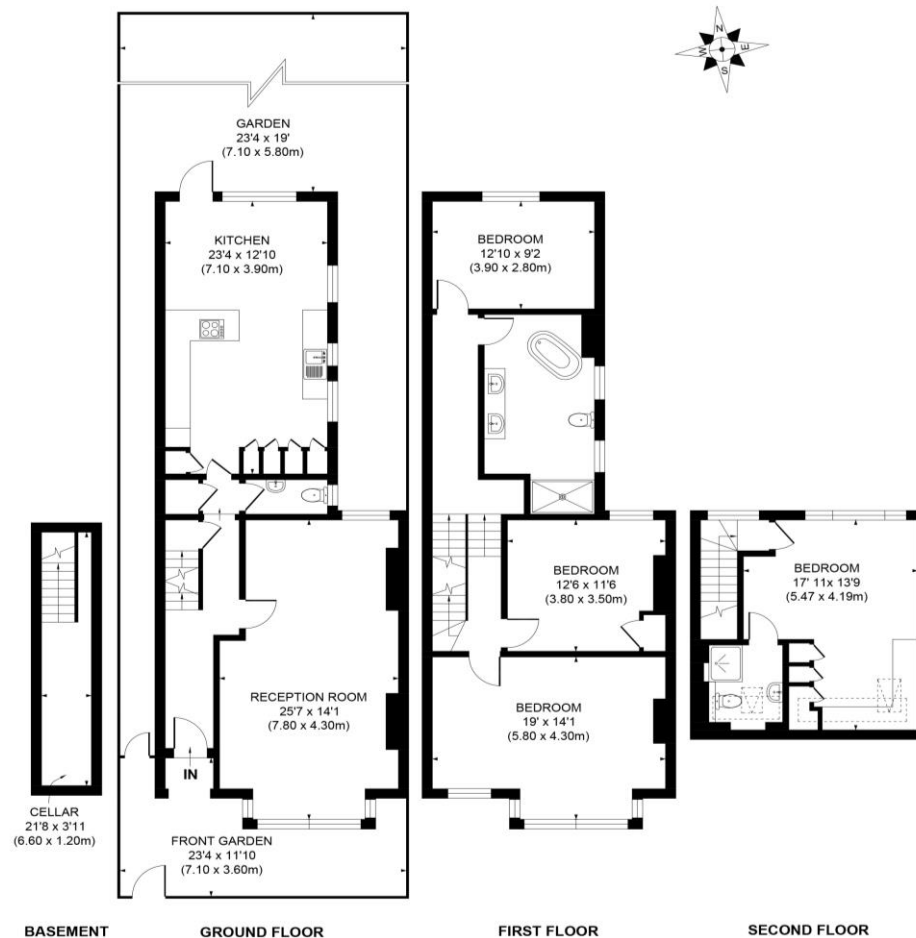 N
W
E
S
GARDEN
23'4 x 19'
(7.10 x 5.80m)
KITCHEN
23'4 x 12'10
(7.10 x 3.90m)
BEDROOM
12'10 x 9'2
(3.90 x 2.80m)
BEDROOM
12'6 x 11'6
(3.80 x 3.50m)
BEDROOM
17' 11x 13'9
(5.47 x 4.19m)
RECEPTION ROOM
25'7 x 14'1
(7.80 x 4.30m)
BEDROOM
19' x 14'1
(5.80 x 4.30m)
IN
CELLAR
21'8 x 3'11
(6.60 x 1.20m)
FRONT GARDEN
23'4 x 11'10
(7.10 x 3.60m)
BASEMENT
GROUND FLOOR
FIRST FLOOR
SECOND FLOOR